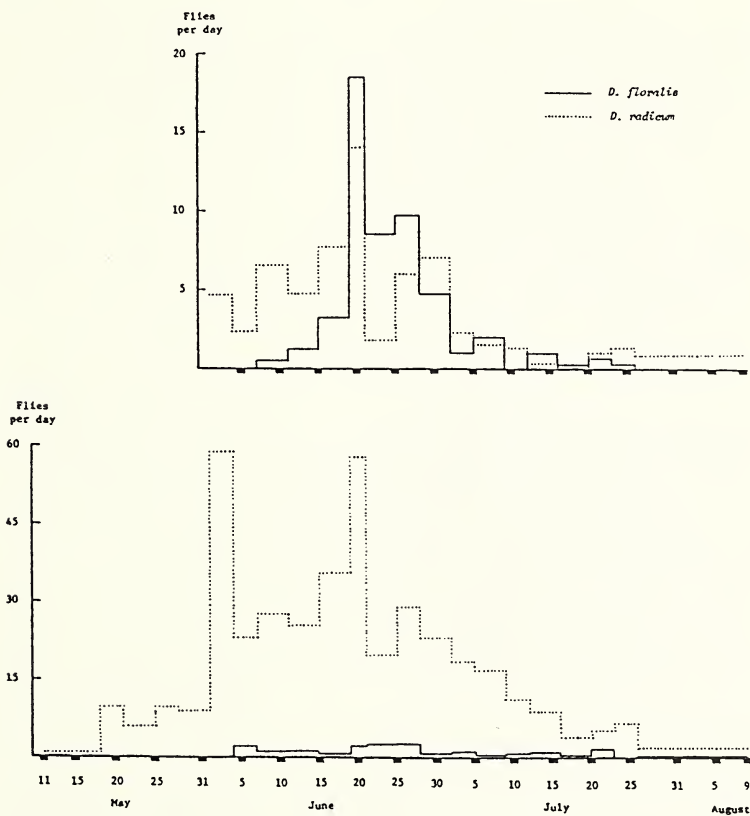 Flies
per day
20
15
10
5
D. floralis
D. radicum
Flies
per day
60
45
30
15
11 15 20 25 31 5 10 15 20 25 30 5 10 15 20 25 31 5 9
May June July August